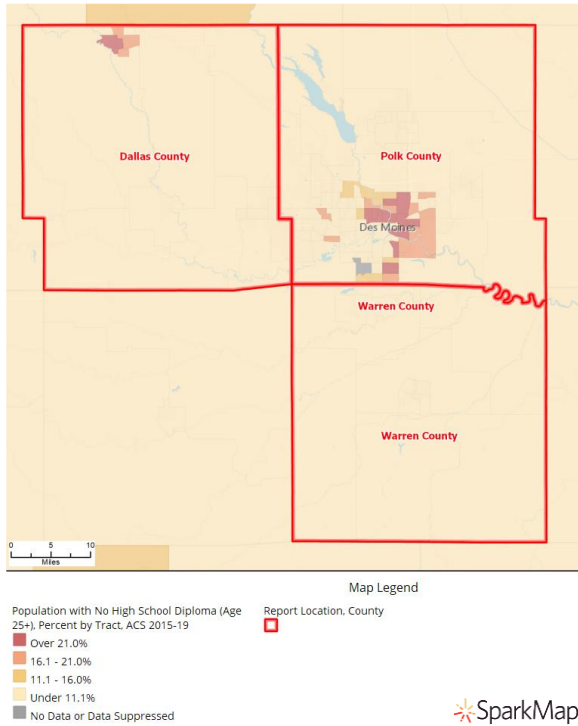 Dallas County
Polk County
Des Moines
Warren County
Warren County
0 5 10
Miles
Map Legend
Population with No High School Diploma (Age
25+), Percent by Tract, ACS 2015-19
Over 21.0%
16.1 - 21.0%
11.1 - 16.0%
Under 11.1%
No Data or Data Suppressed
Report Location, County
SparkMap